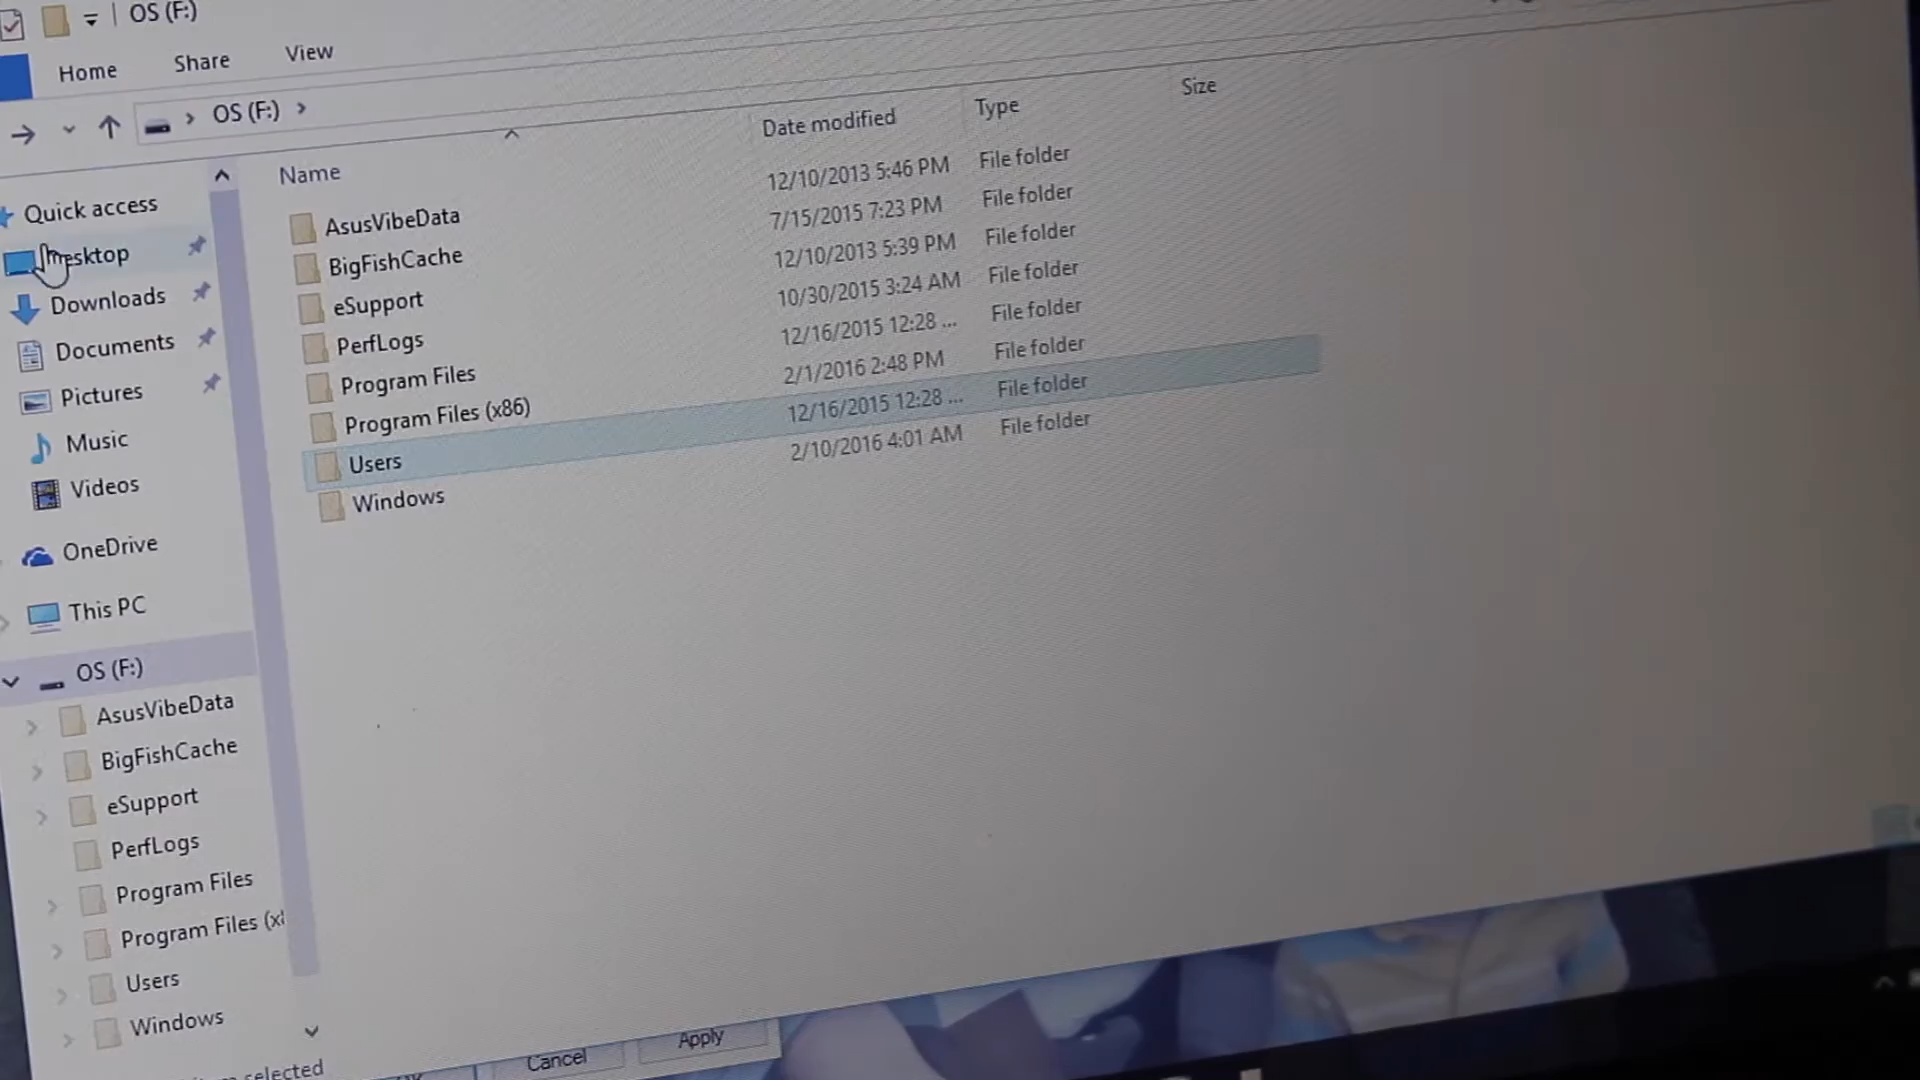 OS (F:)
Home Share View
OS (F:)
Name Date modified Type Size
AsusVibeData 12/10/2013 5:46 PM File folder
BigFishCache 7/15/2015 7:23 PM File folder
eSupport 12/10/2013 5:39 PM File folder
PerfLogs 10/30/2015 3:24 AM File folder
Program Files 12/16/2015 12:28 ... File folder
Program Files (x86) 2/1/2016 2:48 PM File folder
Users 12/16/2015 12:28 ... File folder
Windows 2/10/2016 4:01 AM File folder
Quick access
Desktop
Downloads
Documents
Pictures
Music
Videos
OneDrive
This PC
OS (F:)
AsusVibeData
BigFishCache
eSupport
PerfLogs
Program Files
Program Files (x
Users
Windows
selected
Cancel Apply